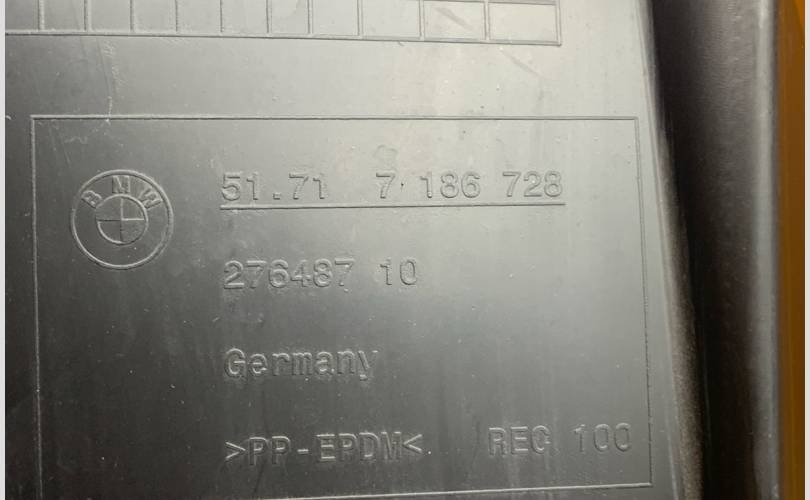 BMW
51.71 7 186 728
276487 10
Germany
>PP-EPDM< REC 100